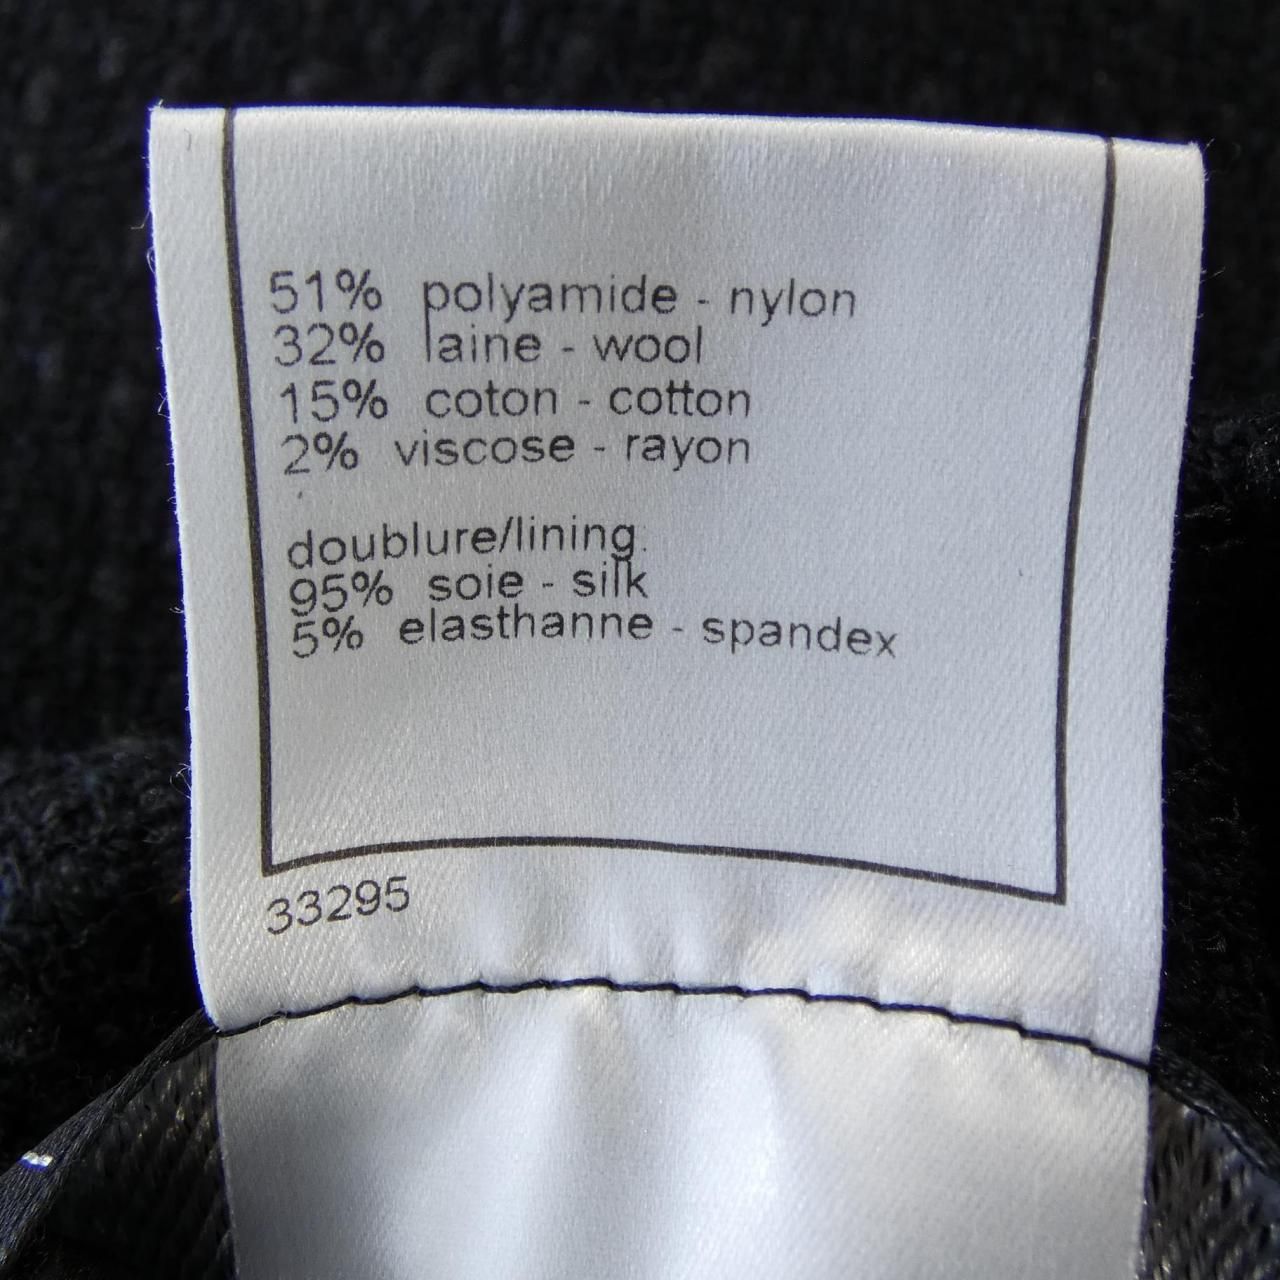 51% polyamide - nylon
32% laine - wool
15% coton - cotton
2% viscose - rayon
doublure/lining:
95% soie - silk
5% elasthanne - spandex
33295